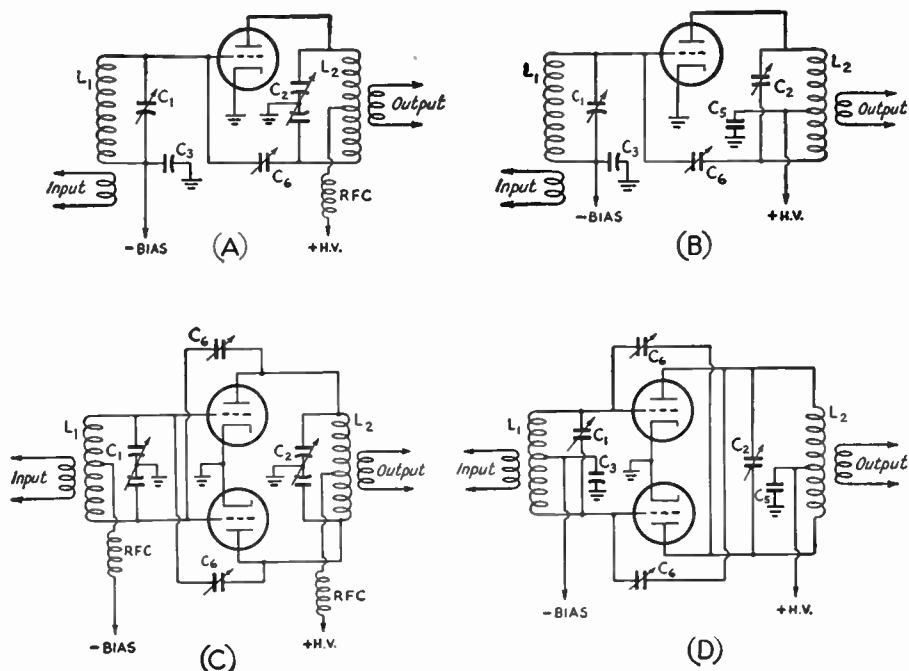 L1
C1
C3
Input
- BIAS
C2
L2
Output
C6
RFC
+H.V.
(A)
L1
C1
C3
Input
- BIAS
C2
L2
C5
Output
C6
+H.V.
(B)
C6
L1
L2
C1
C2
Input
Output
RFC
C6
RFC
- BIAS
+H.V.
(C)
C6
L1
L2
C1
C2
C3
Input
Output
C5
C6
- BIAS
+H.V.
(D)